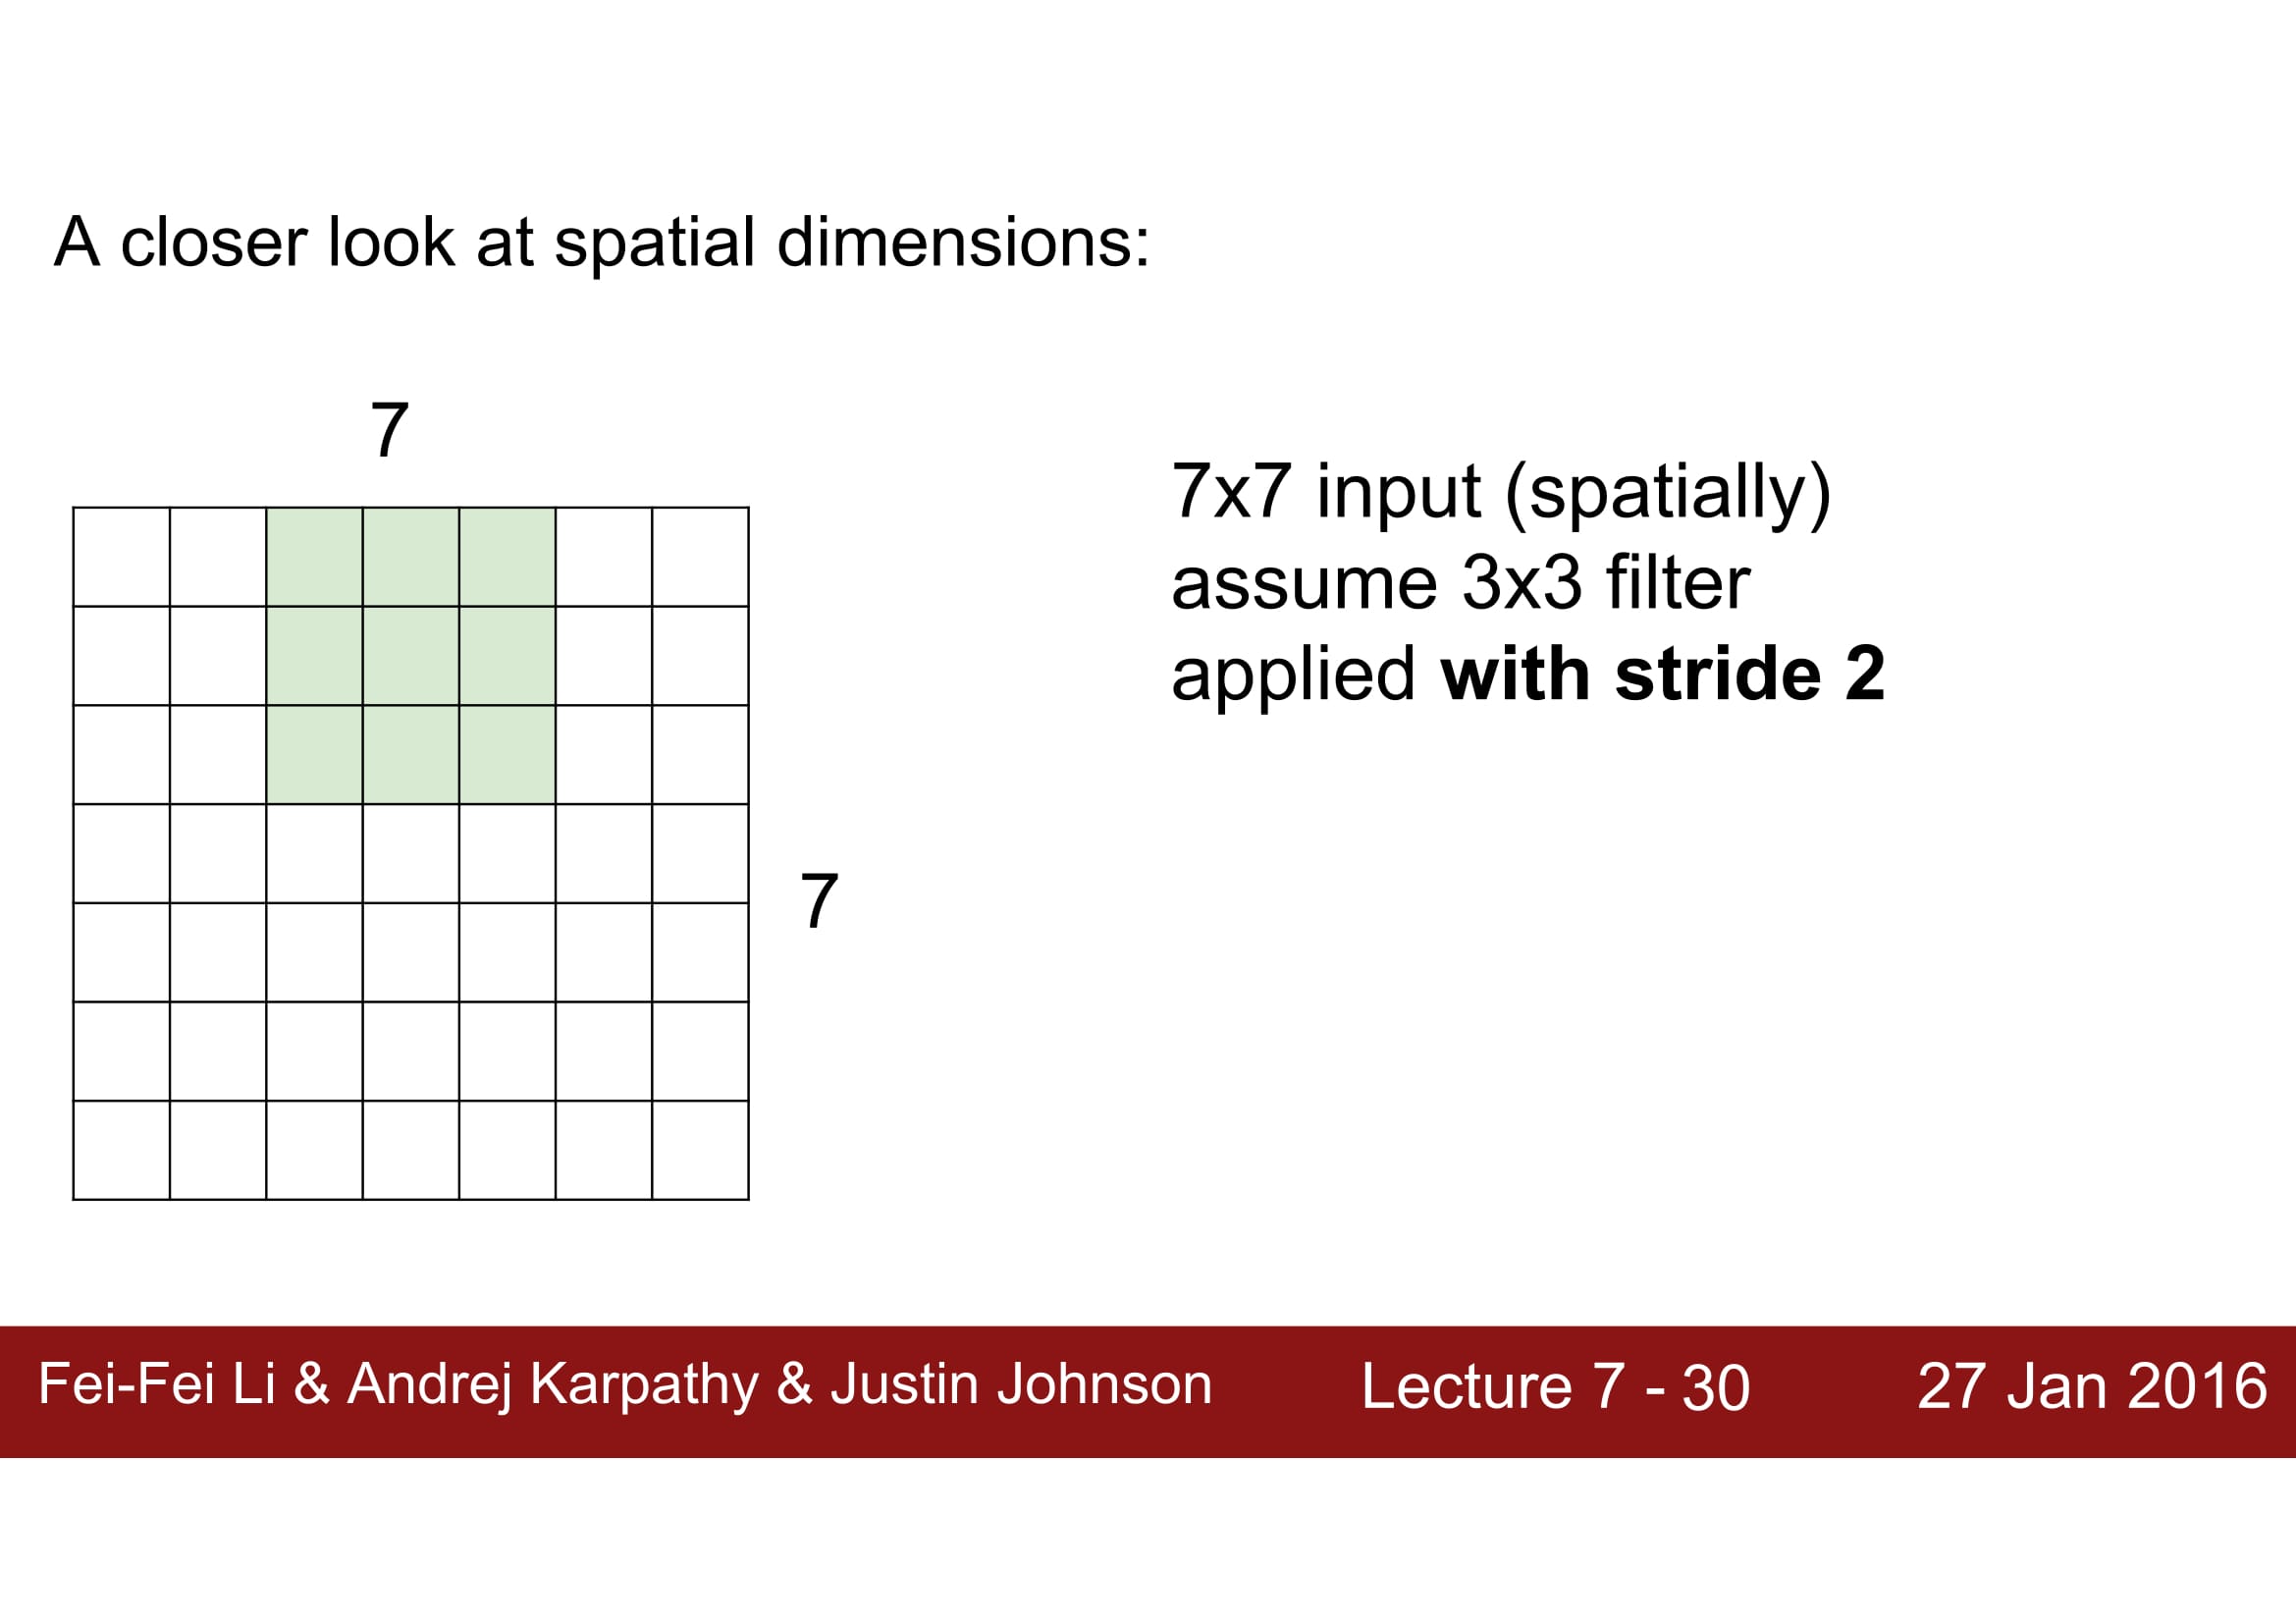 A closer look at spatial dimensions:
7
7x7 input (spatially)
assume 3x3 filter
applied with stride 2
7
Fei-Fei Li & Andrej Karpathy & Justin Johnson
Lecture 7 - 30
27 Jan 2016